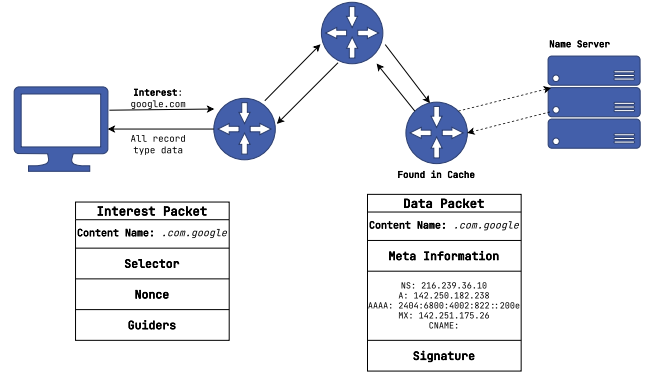 Name Server
Interest:
google.com
All record
type data
Found in Cache
Interest Packet
Content Name: .com.google
Selector
Nonce
Guiders
Data Packet
Content Name: .com.google
Meta Information
NS: 216.239.36.10
A: 142.250.182.238
AAAA: 2404:6800:4002:822::200e
MX: 142.251.175.26
CNAME:
Signature